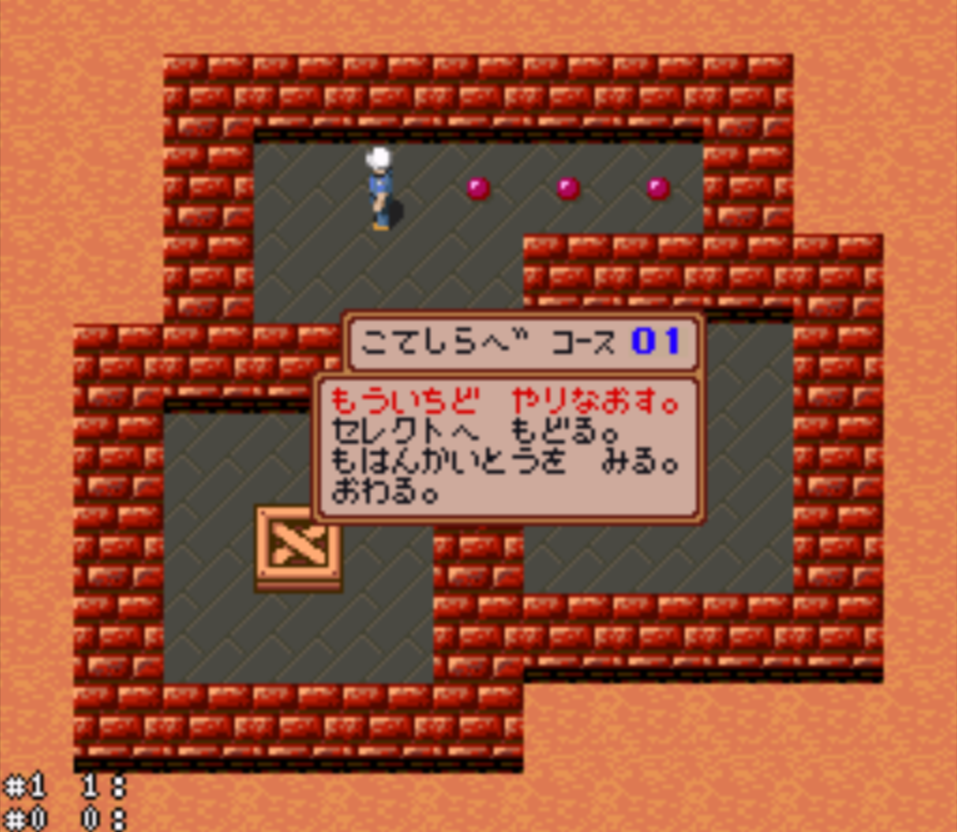 こてしらべ コース 01
もういちど やりなおす。
セレクトへ もどる。
もはんかいとうを みる。
おわる。
#1 1:
#0 0: